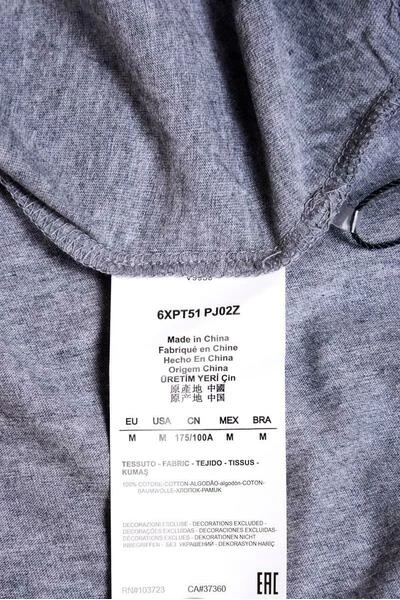 6XPT51 PJ02Z
Made in China
Fabriqué en Chine
Hecho En China
Origem China
ÜRETİM YERİ Çin
原產地 中國
原产地 中国
EU USA CN MEX BRA
M M 175/100A M M
TESSUTO - FABRIC - TEJIDO - TISSUS -
KUMAŞ
100% COTONE-COTTON-ALGODÃO-algodón-COTON-
BAUMWOLLE-ХЛОПОК-PAMUK
DECORAZIONI ESCLUSE - DECORATIONS EXCLUDED -
DECORAÇÕES EXCLUÍDAS - DECORACIONES EXCLUIDAS-
DÉCORATIONS EXCLUES - DEKORATIONEN NICHT
INBEGRIFFEN - БЕЗ УКРАШЕНИЙ - DEKORASYON HARİÇ
RN#103723 CA#37360 EAC